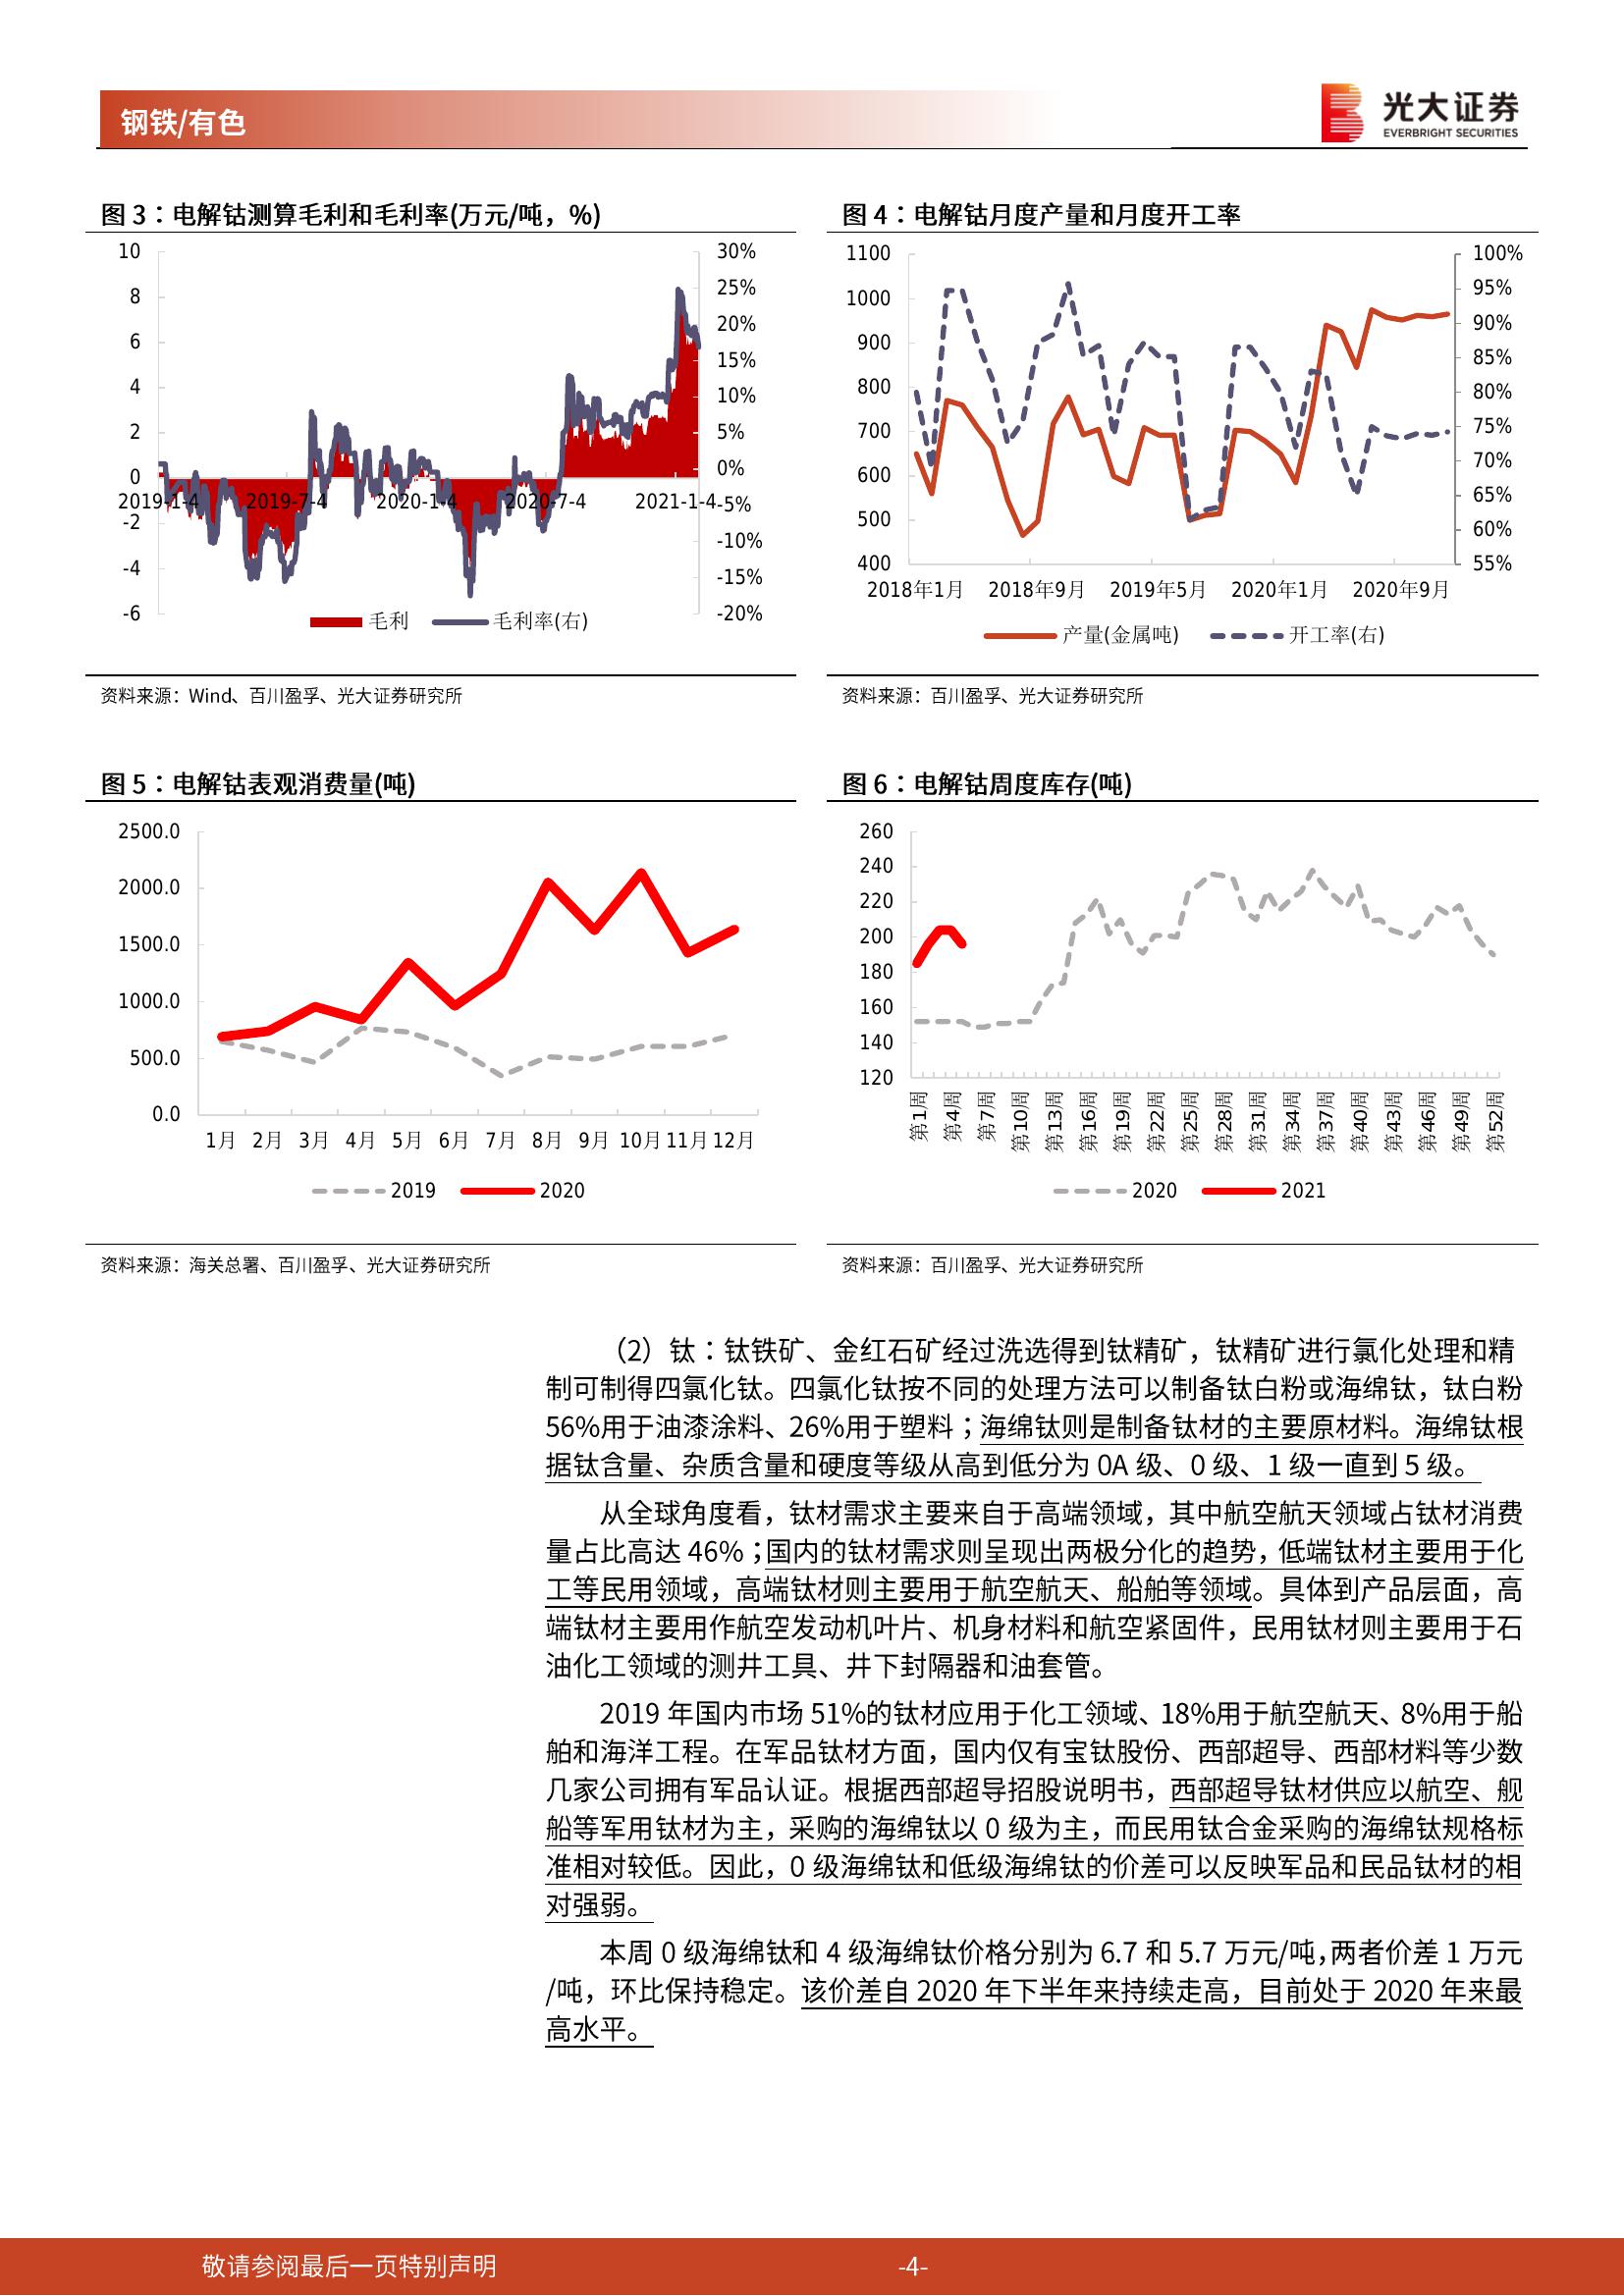 钢铁/有色
光大证券
EVERBRIGHT SECURITIES
图 3：电解钴测算毛利和毛利率(万元/吨，%)
10
8
6
4
2
0
-2
-4
-6
30%
25%
20%
15%
10%
5%
0%
-5%
-10%
-15%
-20%
2019-1-4 2019-7-4 2020-1-4 2020-7-4 2021-1-4
毛利 毛利率(右)
资料来源：Wind、百川盈孚、光大证券研究所
图 4：电解钴月度产量和月度开工率
1100
1000
900
800
700
600
500
400
100%
95%
90%
85%
80%
75%
70%
65%
60%
55%
2018年1月 2018年9月 2019年5月 2020年1月 2020年9月
产量(金属吨) 开工率(右)
资料来源：百川盈孚、光大证券研究所
图 5：电解钴表观消费量(吨)
2500.0
2000.0
1500.0
1000.0
500.0
0.0
1月 2月 3月 4月 5月 6月 7月 8月 9月 10月 11月 12月
2019 2020
资料来源：海关总署、百川盈孚、光大证券研究所
图 6：电解钴周度库存(吨)
260
240
220
200
180
160
140
120
第1周 第4周 第7周 第10周 第13周 第16周 第19周 第22周 第25周 第28周 第31周 第34周 第37周 第40周 第43周 第46周 第49周 第52周
2020 2021
资料来源：百川盈孚、光大证券研究所
（2）钛：钛铁矿、金红石矿经过洗选得到钛精矿，钛精矿进行氯化处理和精
制可制得四氯化钛。四氯化钛按不同的处理方法可以制备钛白粉或海绵钛，钛白粉
56%用于油漆涂料、26%用于塑料；海绵钛则是制备钛材的主要原材料。海绵钛根
据钛含量、杂质含量和硬度等级从高到低分为 0A 级、0 级、1 级一直到 5 级。
从全球角度看，钛材需求主要来自于高端领域，其中航空航天领域占钛材消费
量占比高达 46%；国内的钛材需求则呈现出两极分化的趋势，低端钛材主要用于化
工等民用领域，高端钛材则主要用于航空航天、船舶等领域。具体到产品层面，高
端钛材主要用作航空发动机叶片、机身材料和航空紧固件，民用钛材则主要用于石
油化工领域的测井工具、井下封隔器和油套管。
2019 年国内市场 51%的钛材应用于化工领域、18%用于航空航天、8%用于船
舶和海洋工程。在军品钛材方面，国内仅有宝钛股份、西部超导、西部材料等少数
几家公司拥有军品认证。根据西部超导招股说明书，西部超导钛材供应以航空、舰
船等军用钛材为主，采购的海绵钛以 0 级为主，而民用钛合金采购的海绵钛规格标
准相对较低。因此，0 级海绵钛和低级海绵钛的价差可以反映军品和民品钛材的相
对强弱。
本周 0 级海绵钛和 4 级海绵钛价格分别为 6.7 和 5.7 万元/吨，两者价差 1 万元
/吨，环比保持稳定。该价差自 2020 年下半年来持续走高，目前处于 2020 年来最
高水平。
敬请参阅最后一页特别声明
-4-